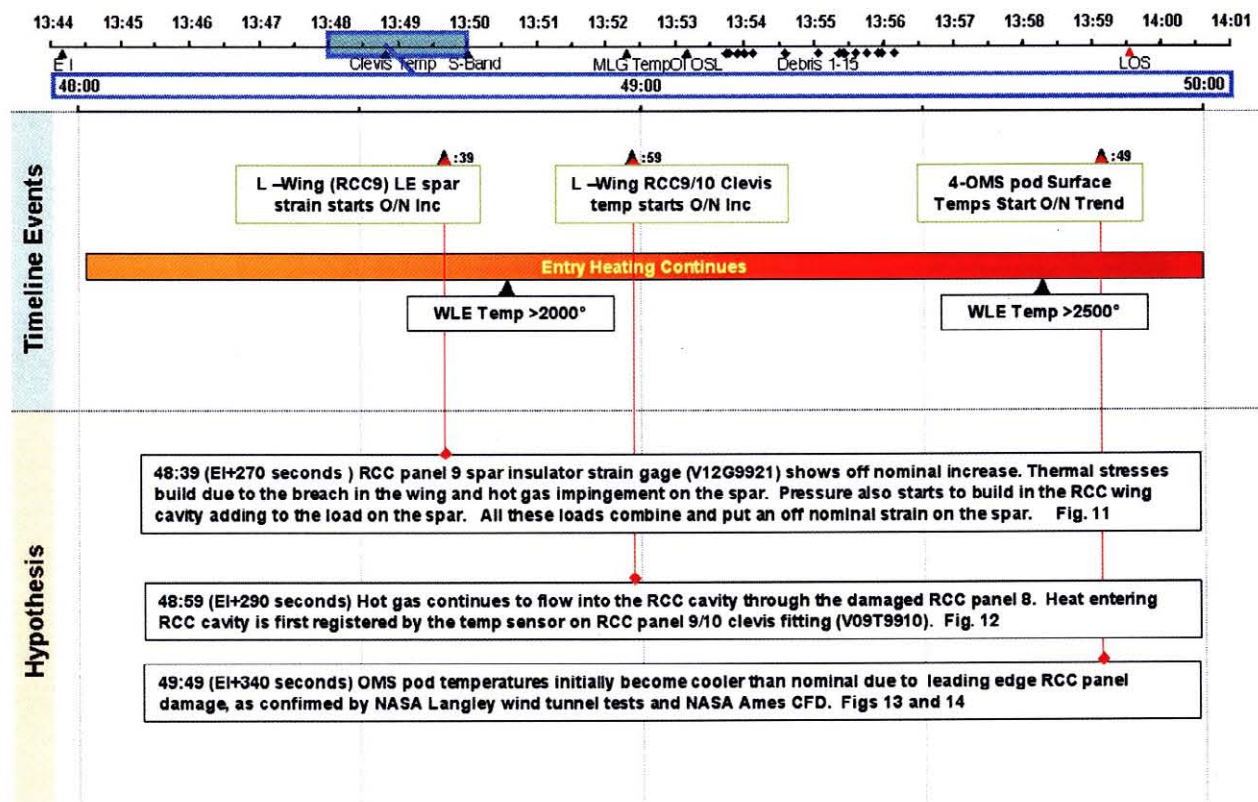 13:44 13:45 13:46 13:47 13:48 13:49 13:50 13:51 13:52 13:53 13:54 13:55 13:56 13:57 13:58 13:59 14:00 14:01
EI Clevis Temp S-Band MLG Temp OI OSL Debris 1-15 LOS
48:00 49:00 50:00
Timeline Events
:39 :59 :49
L –Wing (RCC9) LE spar
strain starts O/N Inc
L –Wing RCC9/10 Clevis
temp starts O/N Inc
4-OMS pod Surface
Temps Start O/N Trend
Entry Heating Continues
WLE Temp >2000°
WLE Temp >2500°
Hypothesis
48:39 (EI+270 seconds ) RCC panel 9 spar insulator strain gage (V12G9921) shows off nominal increase. Thermal stresses
build due to the breach in the wing and hot gas impingement on the spar. Pressure also starts to build in the RCC wing
cavity adding to the load on the spar. All these loads combine and put an off nominal strain on the spar. Fig. 11
48:59 (EI+290 seconds) Hot gas continues to flow into the RCC cavity through the damaged RCC panel 8. Heat entering
RCC cavity is first registered by the temp sensor on RCC panel 9/10 clevis fitting (V09T9910). Fig. 12
49:49 (EI+340 seconds) OMS pod temperatures initially become cooler than nominal due to leading edge RCC panel
damage, as confirmed by NASA Langley wind tunnel tests and NASA Ames CFD. Figs 13 and 14